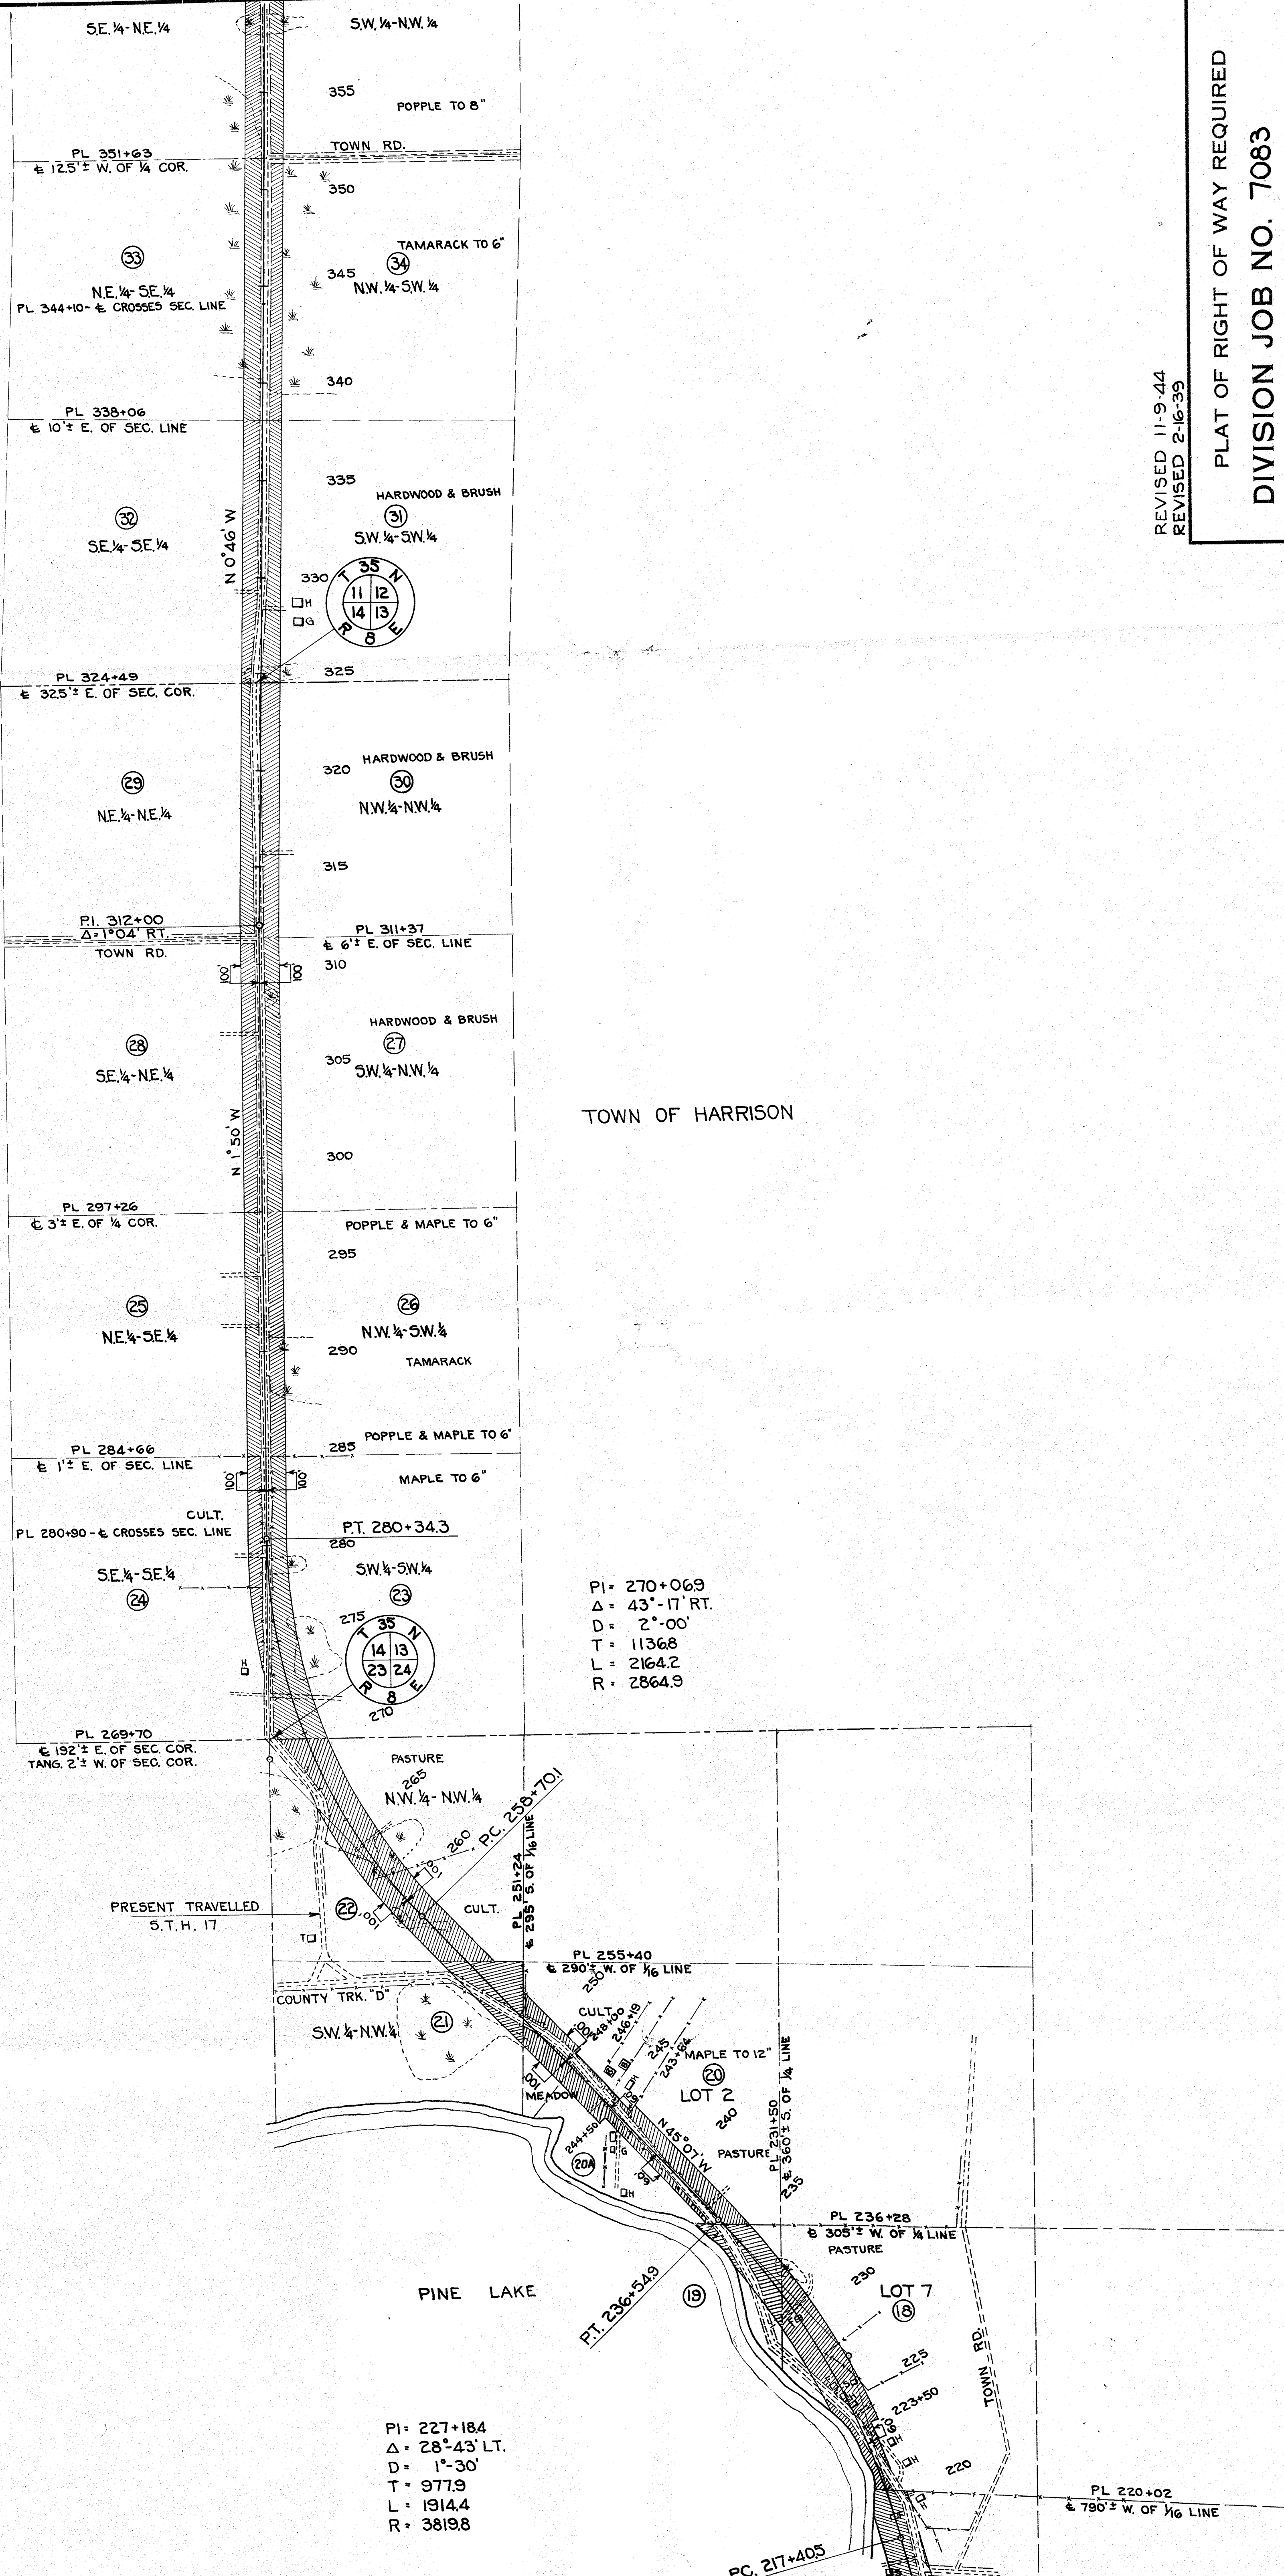 S.E. ¼-N.E. ¼
S.W. ¼-N.W. ¼
355
POPPLE TO 8"
PL 351+63
℄ 12.5'± W. OF ¼ COR.
TOWN RD.
350
TAMARACK TO 6"
33
34
345
N.E. ¼-S.E. ¼
N.W. ¼-S.W. ¼
PL 344+10-℄ CROSSES SEC. LINE
340
PL 338+06
℄ 10'± E. OF SEC. LINE
335
HARDWOOD & BRUSH
32
31
S.E. ¼-S.E. ¼
S.W. ¼-S.W. ¼
N 0°46' W
330
H
G
T 35 N
11 12
14 13
R 8 E
325
PL 324+49
℄ 32.5'± E. OF SEC. COR.
HARDWOOD & BRUSH
320
29
30
N.E. ¼-N.E. ¼
N.W. ¼-N.W. ¼
315
P.I. 312+00
Δ=1°04' RT.
TOWN RD.
PL 311+37
℄ 6'± E. OF SEC. LINE
310
100
100
HARDWOOD & BRUSH
28
27
305
S.E. ¼-N.E. ¼
S.W. ¼-N.W. ¼
TOWN OF HARRISON
N 1°50' W
300
PL 297+26
℄ 3'± E. OF ¼ COR.
POPPLE & MAPLE TO 6"
295
25
26
N.E. ¼-S.E. ¼
N.W. ¼-S.W. ¼
290
TAMARACK
POPPLE & MAPLE TO 6"
285
PL 284+66
℄ 1'± E. OF SEC. LINE
100
100
MAPLE TO 6"
CULT.
PL 280+90-℄ CROSSES SEC. LINE
P.T. 280+34.3
280
S.E. ¼-S.E. ¼
S.W. ¼-S.W. ¼
24
23
275
T 35 N
14 13
23 24
R 8 E
H
270
PI= 270+06.9
Δ= 43°-17' RT.
D= 2°-00'
T= 1136.8
L= 2164.2
R= 2864.9
PL 269+70
℄ 192'± E. OF SEC. COR.
TANG. 2'± W. OF SEC. COR.
PASTURE
265
N.W. ¼-N.W. ¼
260
P.C. 258+70.1
100'
100'
PRESENT TRAVELLED
S.T.H. 17
22
T
CULT.
PL 251+24
℄ 295' S. OF 1/16 LINE
PL 255+40
℄ 290'± W. OF 1/16 LINE
250
COUNTY TRK. "D"
S.W. ¼-N.W. ¼
21
CULT.
100'
248+00
246+19
245
243+64
B
B
H
MAPLE TO 12"
20
LOT 2
100
MEADOW
60'
240
244+50
20A
G
H
N 45°07' W
60'
PASTURE
PL 231+50
℄ 360'± S. OF ¼ LINE
235
PL 236+28
℄ 305'± W. OF ¼ LINE
PASTURE
230
P.T. 236+54.9
PINE LAKE
19
LOT 7
18
225
223+50
60'
H
H
H
220
TOWN RD.
PL 220+02
℄ 790'± W. OF 1/16 LINE
PI= 227+18.4
Δ= 28°-43' LT.
D= 1°-30'
T= 977.9
L= 1914.4
R= 3819.8
P.C. 217+40.5
REVISED 11-9-44
REVISED 2-16-39
PLAT OF RIGHT OF WAY REQUIRED
DIVISION JOB NO. 7083